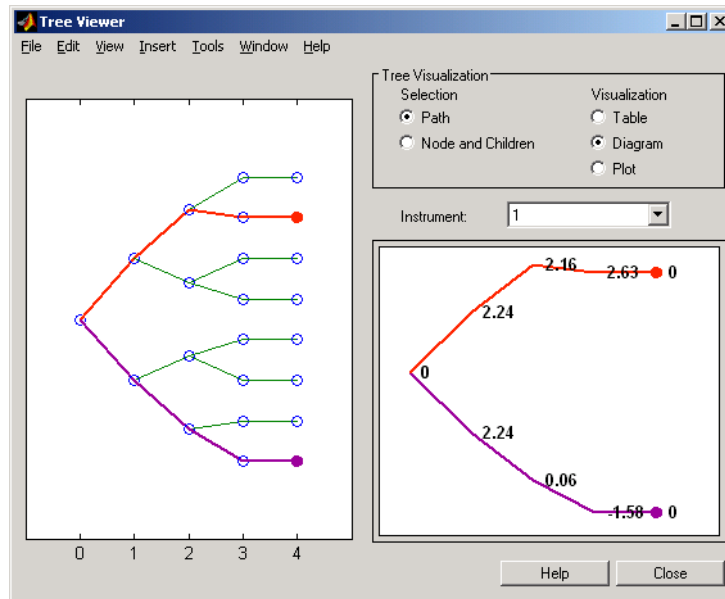 Tree Viewer
File Edit View Insert Tools Window Help
Tree Visualization
Selection Visualization
Path Table
Node and Children Diagram
Plot
Instrument: 1
2.16 2.63 0
2.24
0
2.24
0.06
-1.58 0
0 1 2 3 4
Help Close